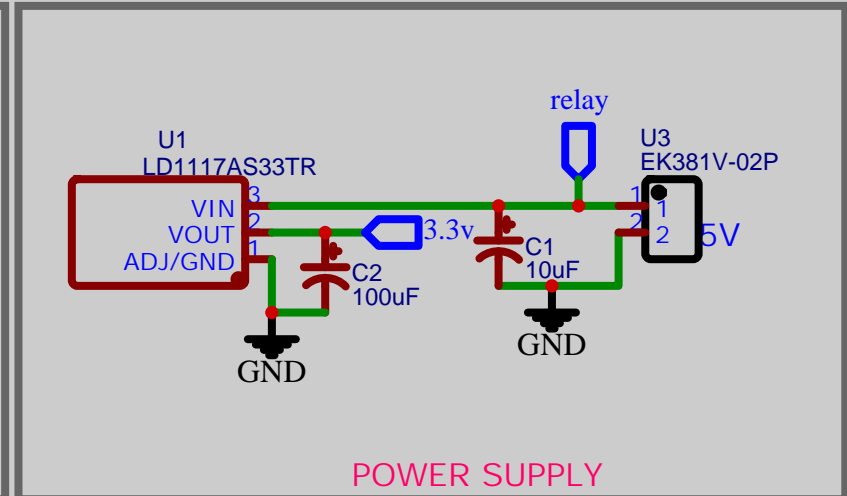 relay
U1
LD1117AS33TR
U3
EK381V-02P
VIN 3
VOUT 2
ADJ/GND 1
3.3v
1 1
2 2
5V
C1
10uF
C2
100uF
GND
GND
POWER SUPPLY